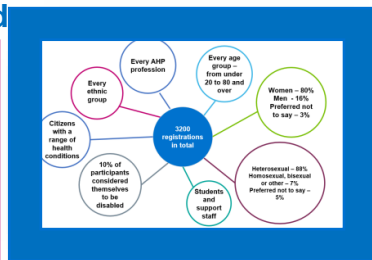 d
Every AHP
profession
Every age
group –
from under
20 to 80 and
over
Every
ethnic
group
Women – 80%
Men - 16%
Preferred not
to say – 3%
Citizens
with a
range of
health
conditions
3200
registrations
in total
10% of
participants
considered
themselves
to be
disabled
Students
and
support
staff
Heterosexual – 88%
Homosexual, bisexual
or other – 7%
Preferred not to say –
5%